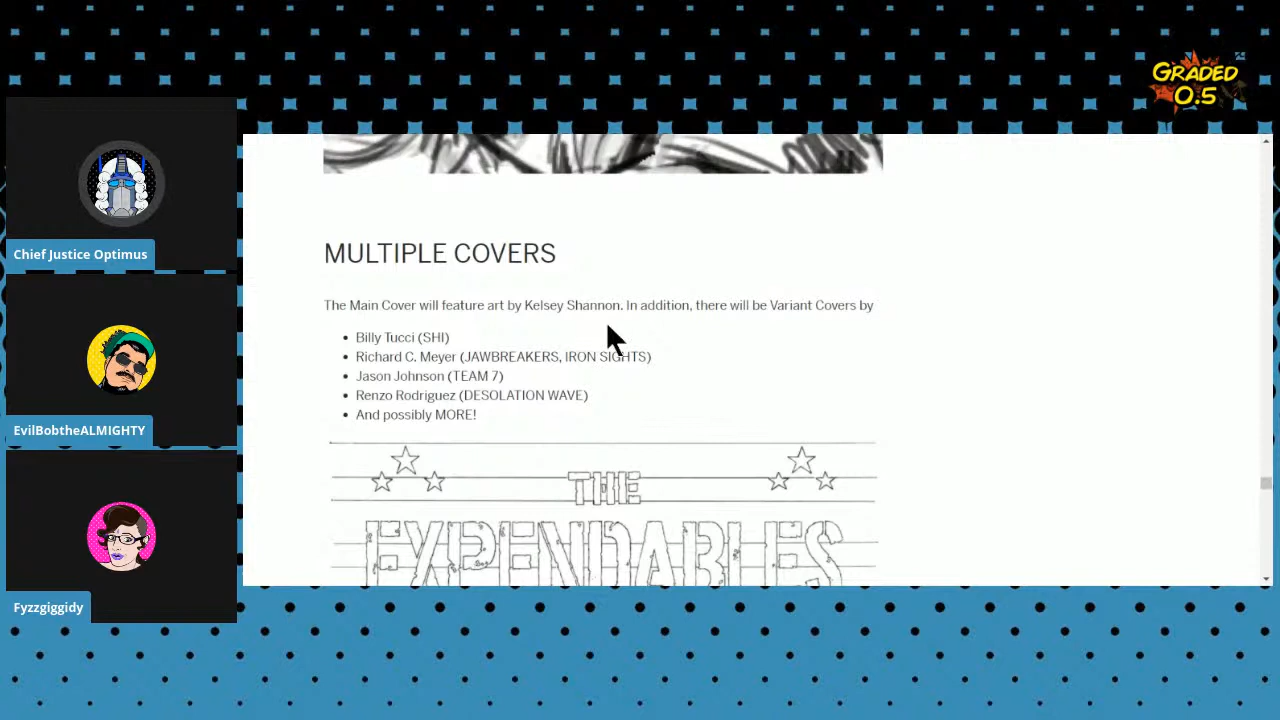 GRADED
0.5
Chief Justice Optimus
EvilBobtheALMIGHTY
Fyzzgiggidy
MULTIPLE COVERS
The Main Cover will feature art by Kelsey Shannon. In addition, there will be Variant Covers by
• Billy Tucci (SHI)
• Richard C. Meyer (JAWBREAKERS, IRON SIGHTS)
• Jason Johnson (TEAM 7)
• Renzo Rodriguez (DESOLATION WAVE)
• And possibly MORE!
THE
EXPENDABLES